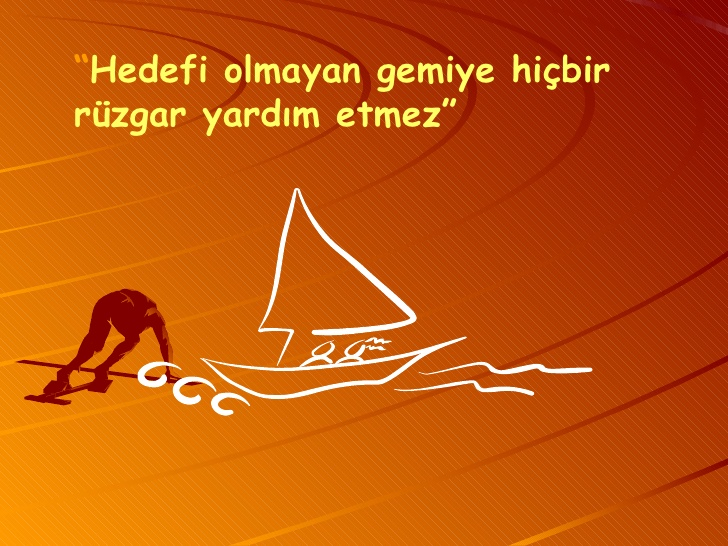 “Hedefi olmayan gemiye hiçbir
rüzgar yardım etmez”